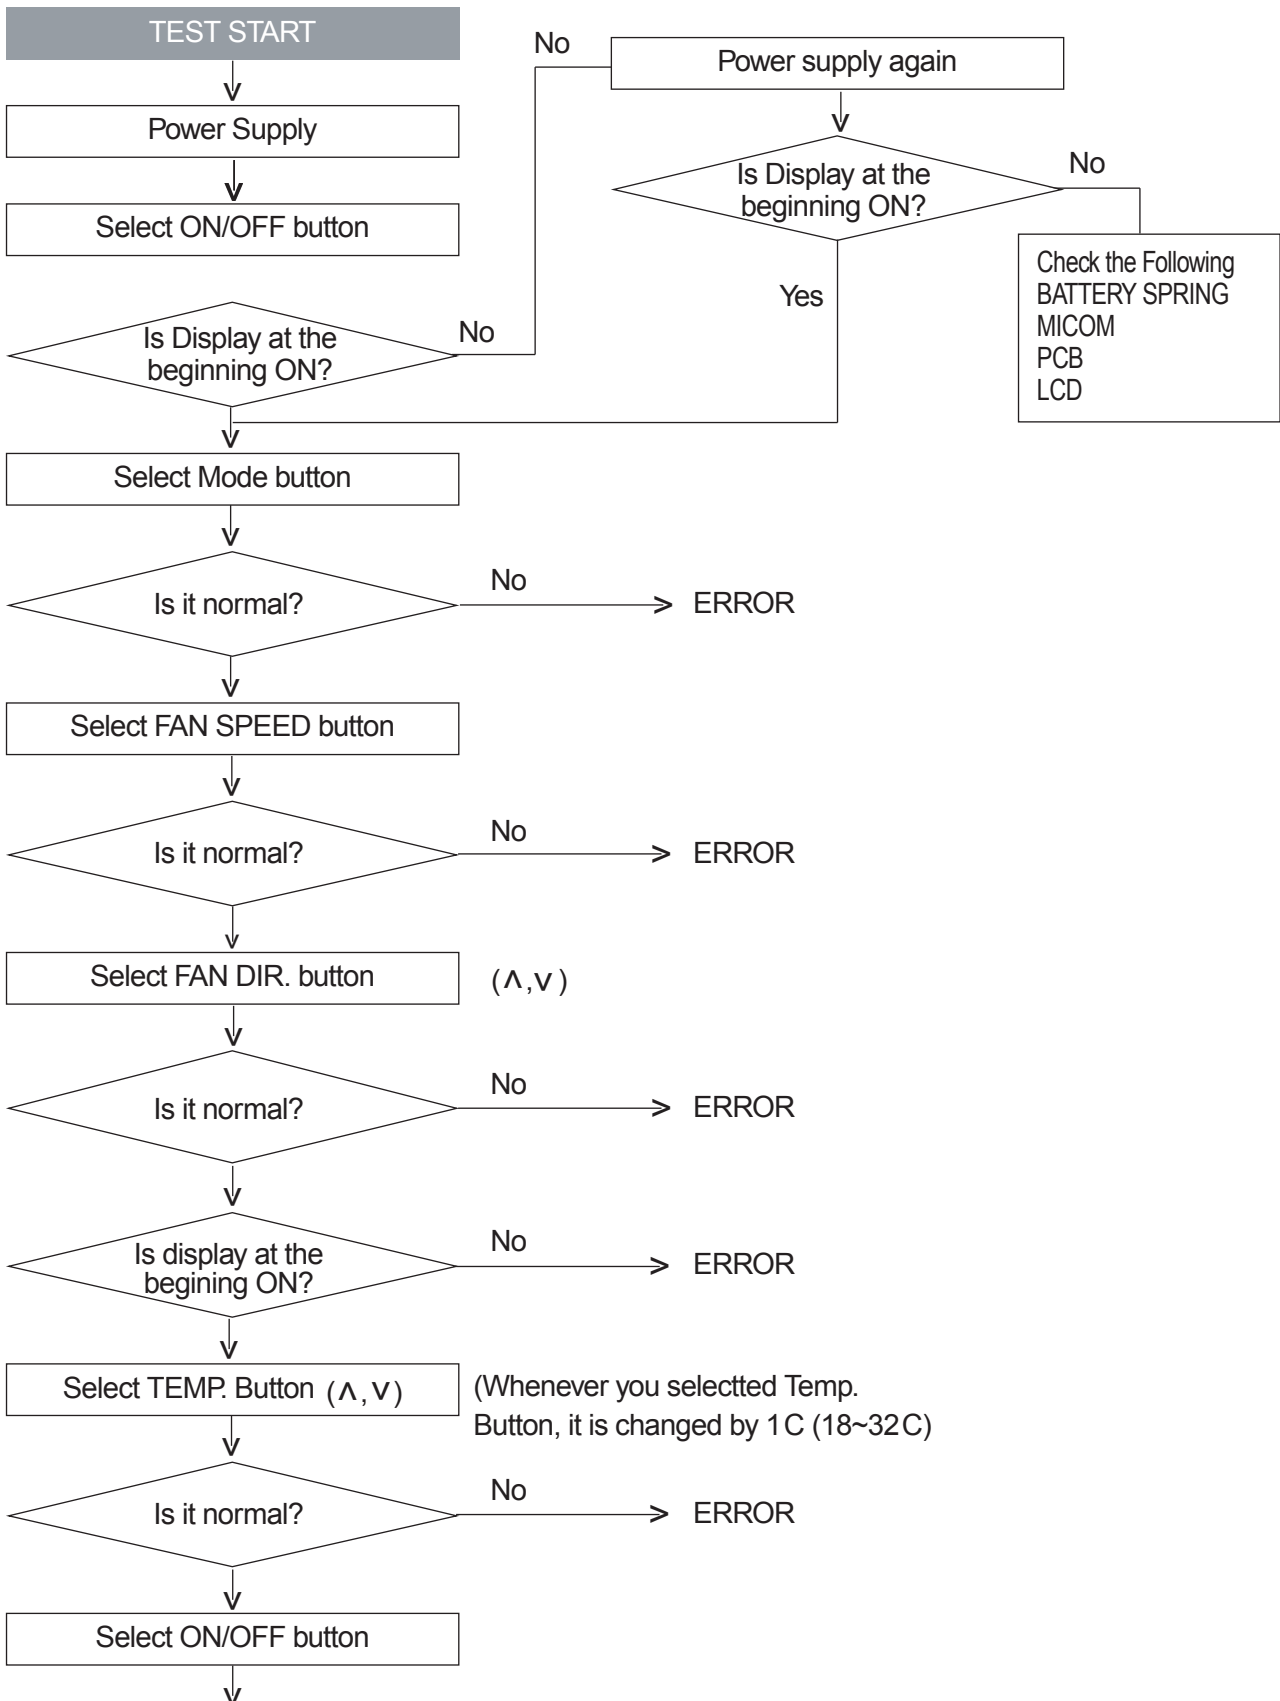 TEST START
Power Supply
Select ON/OFF button
Is Display at the
beginning ON?
No
No
Power supply again
Is Display at the
beginning ON?
No
Check the Following
BATTERY SPRING
MICOM
PCB
LCD
Yes
Select Mode button
Is it normal?
No
ERROR
Select FAN SPEED button
Is it normal?
No
ERROR
Select FAN DIR. button
(∧,∨)
Is it normal?
No
ERROR
Is display at the
begining ON?
No
ERROR
Select TEMP. Button (∧,∨)
(Whenever you selectted Temp.
Button, it is changed by 1C (18~32C)
Is it normal?
No
ERROR
Select ON/OFF button